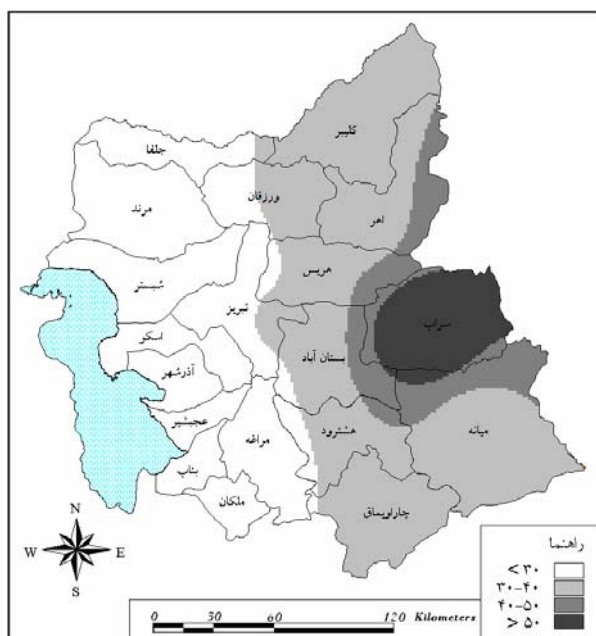 کلیبر
جلفا
ورزقان
مرند
اهر
هریس
شبستر
تبریز
سراب
اسکو
بستان آباد
آذرشهر
عجبشیر
مراغه
هشترود
میانه
بناب
ملکان
چاراویماق
N
W E
S
راهنما
< ۳۰
۳۰-۴۰
۴۰-۵۰
> ۵۰
0 30 60 120 Kilometers